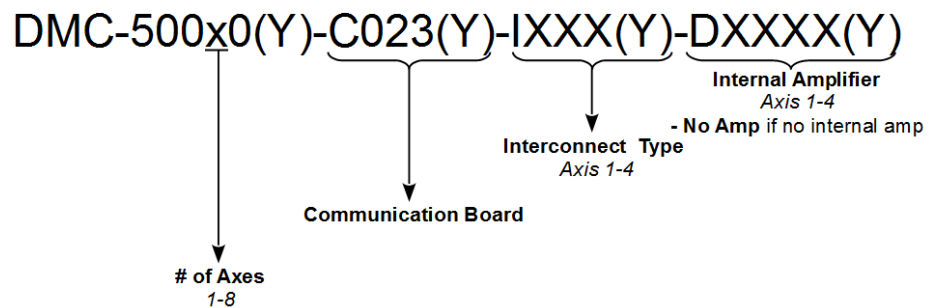 DMC-500x0(Y)-C023(Y)-IXXX(Y)-DXXXX(Y)
Internal Amplifier
Axis 1-4
- No Amp if no internal amp
Interconnect Type
Axis 1-4
Communication Board
# of Axes
1-8